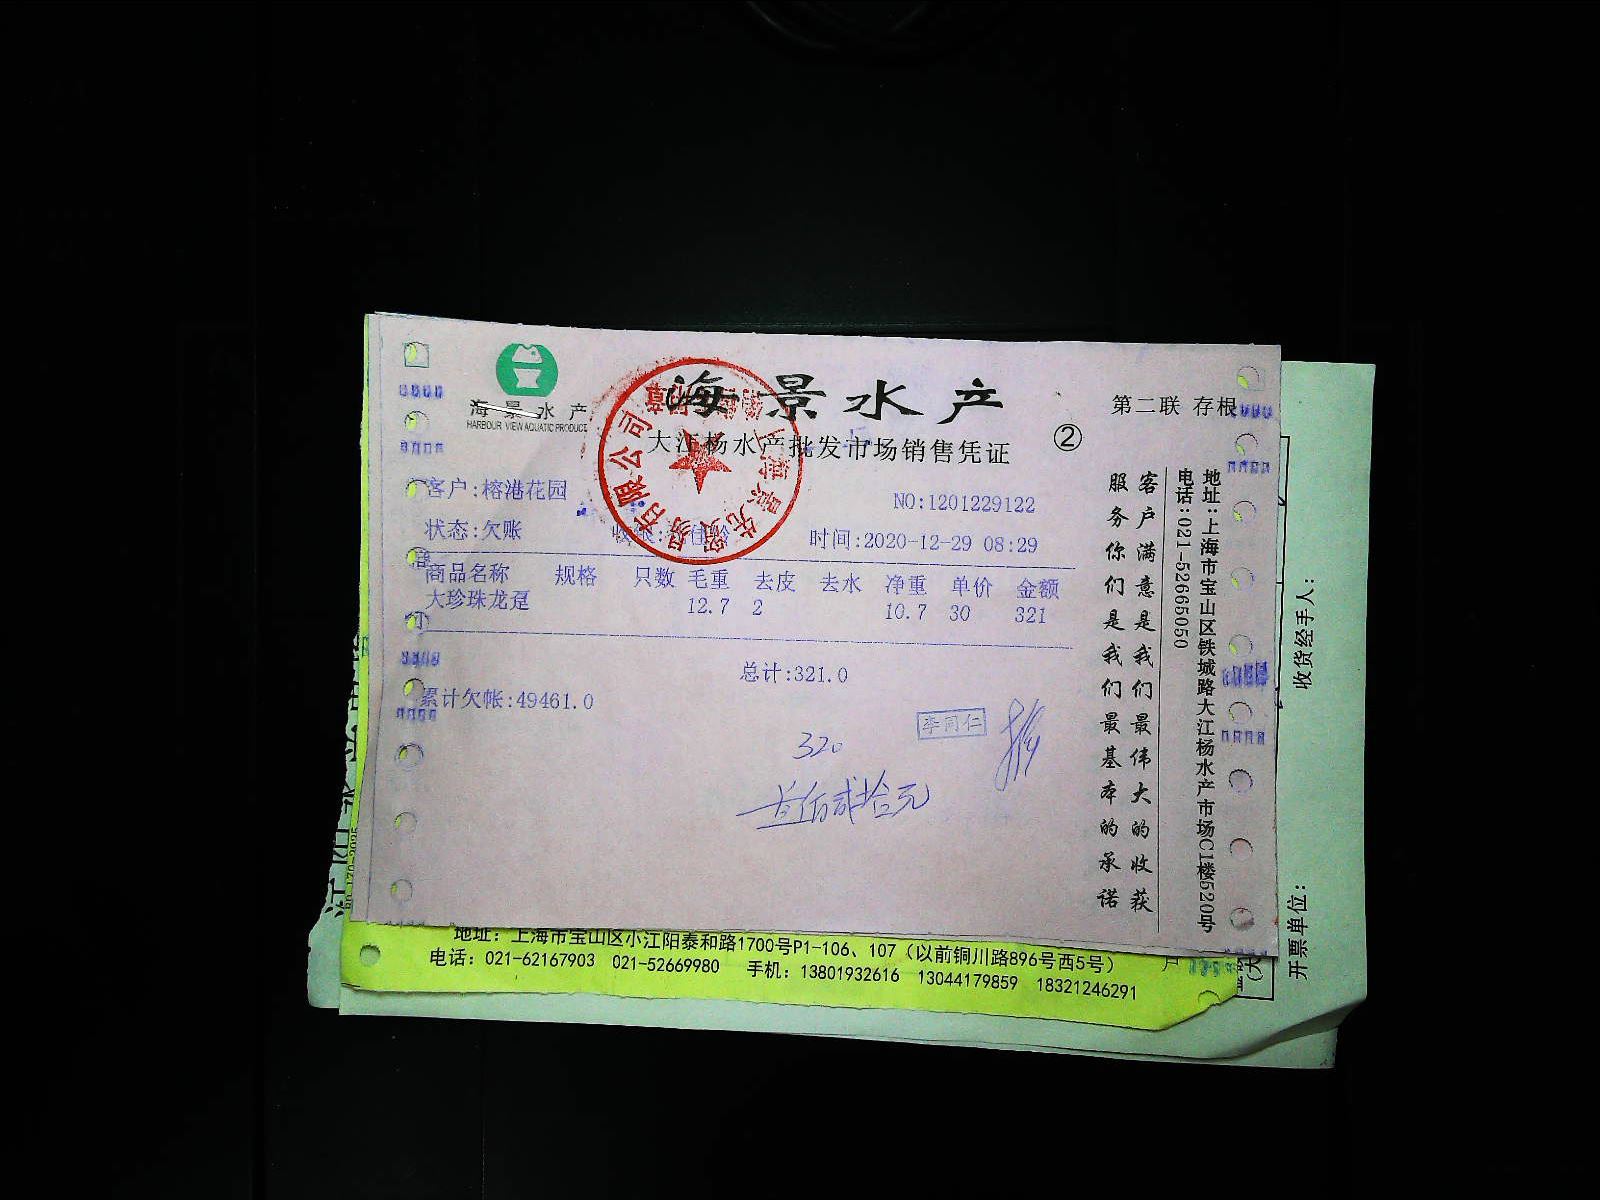 海景水产
HARBOUR VIEW AQUATIC PRODUCE
海景水产
第二联 存根
大江杨水产批发市场销售凭证
②
有限公司
客户:榕港花园
NO:1201229122
状态:欠账
时间:2020-12-29 08:29
商品名称 规格 只数 毛重 去皮 去水 净重 单价 金额
大珍珠龙趸 12.7 2 10.7 30 321
总计:321.0
累计欠帐:49461.0
李同仁
320
叁佰贰拾元
客户满意是我们最伟大的收获
服务你们是我们最基本的承诺
地址:上海市宝山区铁城路大江杨水产市场C1楼520号
电话:021-52665050
收货经手人:
开票单位:
地址: 上海市宝山区小江阳泰和路1700号P1-106、107 (以前铜川路896号西5号)
电话: 021-62167903 021-52669980 手机: 13801932616 13044179859 18321246291